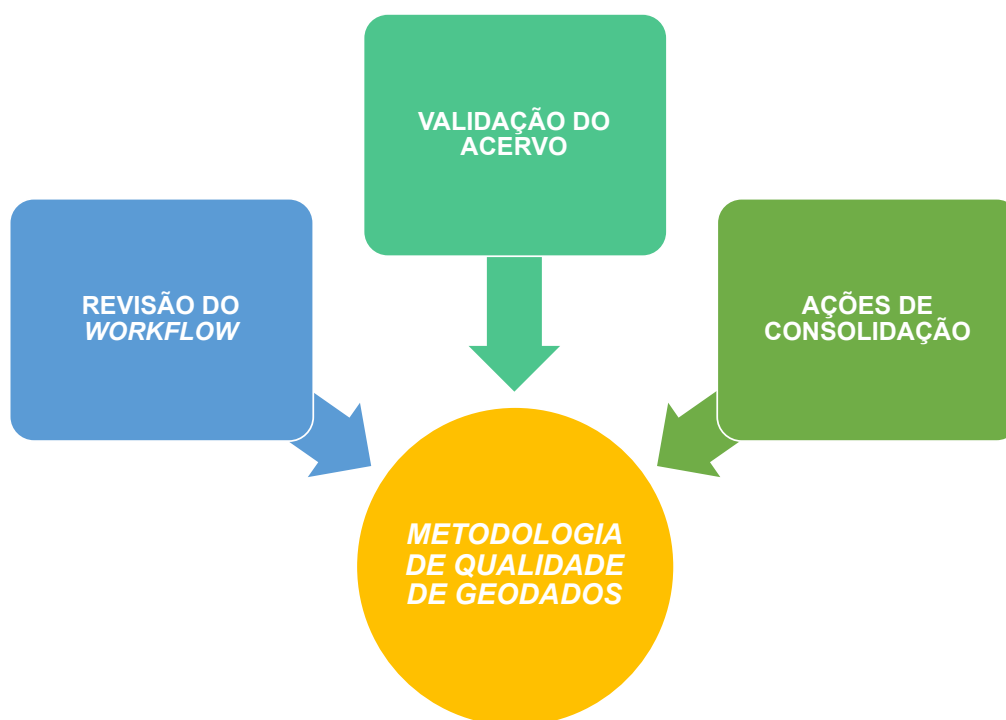 VALIDAÇÃO DO
ACERVO
REVISÃO DO
WORKFLOW
AÇÕES DE
CONSOLIDAÇÃO
METODOLOGIA
DE QUALIDADE
DE GEODADOS